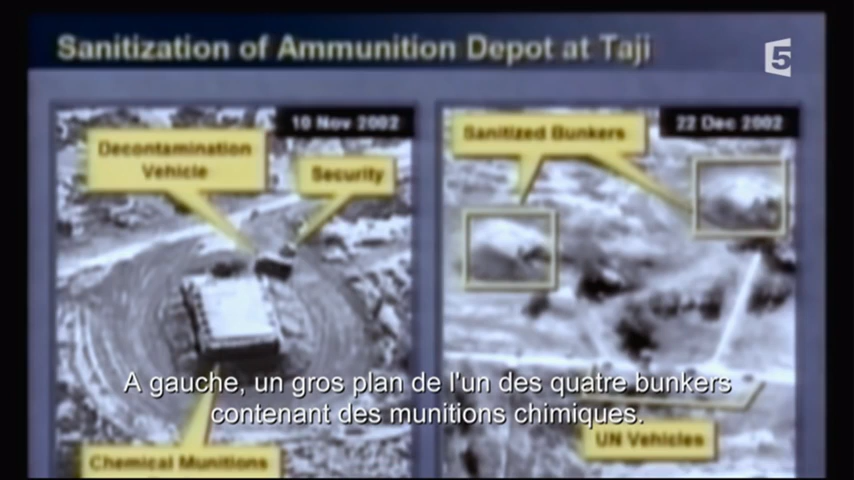 Sanitization of Ammunition Depot at Taji
5
10 Nov 2002
22 Dec 2002
Decontamination
Vehicle
Security
Sanitized Bunkers
A gauche, un gros plan de l'un des quatre bunkers
contenant des munitions chimiques.
UN Vehicles
Chemical Munitions